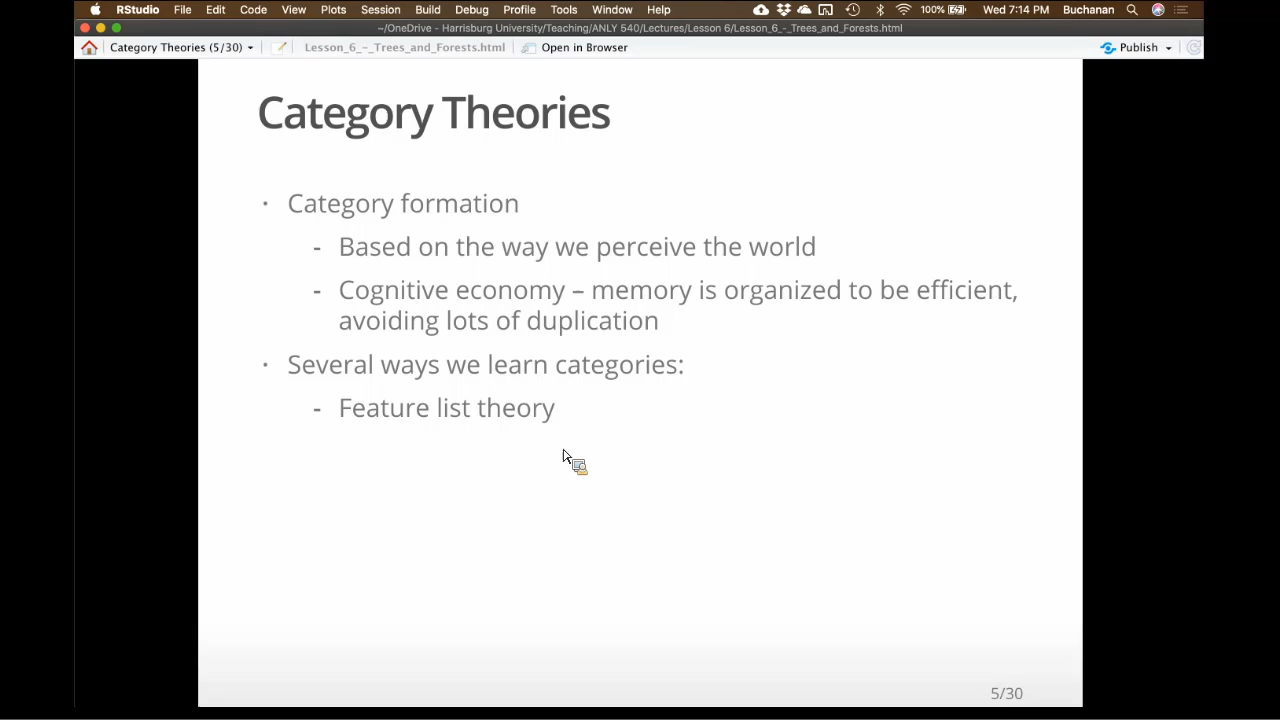 RStudio File Edit Code View Plots Session Build Debug Profile Tools Window Help 100% Wed 7:14 PM Buchanan
~/OneDrive - Harrisburg University/Teaching/ANLY 540/Lectures/Lesson 6/Lesson_6_-_Trees_and_Forests.html
Category Theories (5/30) Lesson_6_-_Trees_and_Forests.html Open in Browser Publish
Category Theories
· Category formation
- Based on the way we perceive the world
- Cognitive economy – memory is organized to be efficient,
avoiding lots of duplication
· Several ways we learn categories:
- Feature list theory
5/30